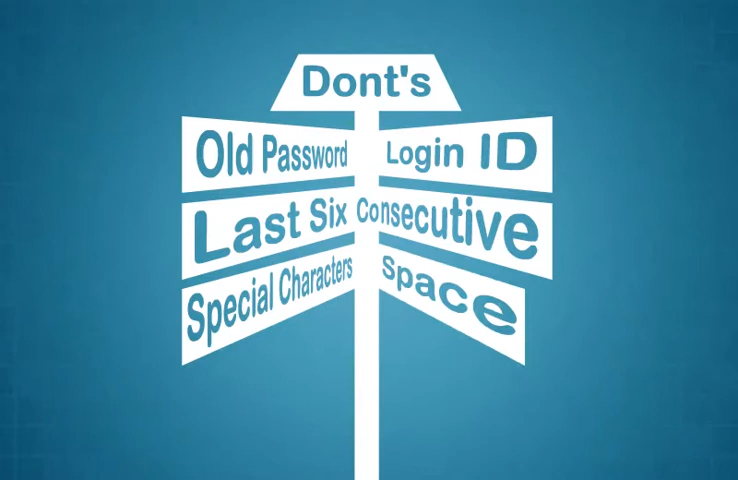 Dont's
Old Password
Login ID
Last Six
Consecutive
Special Characters
Space